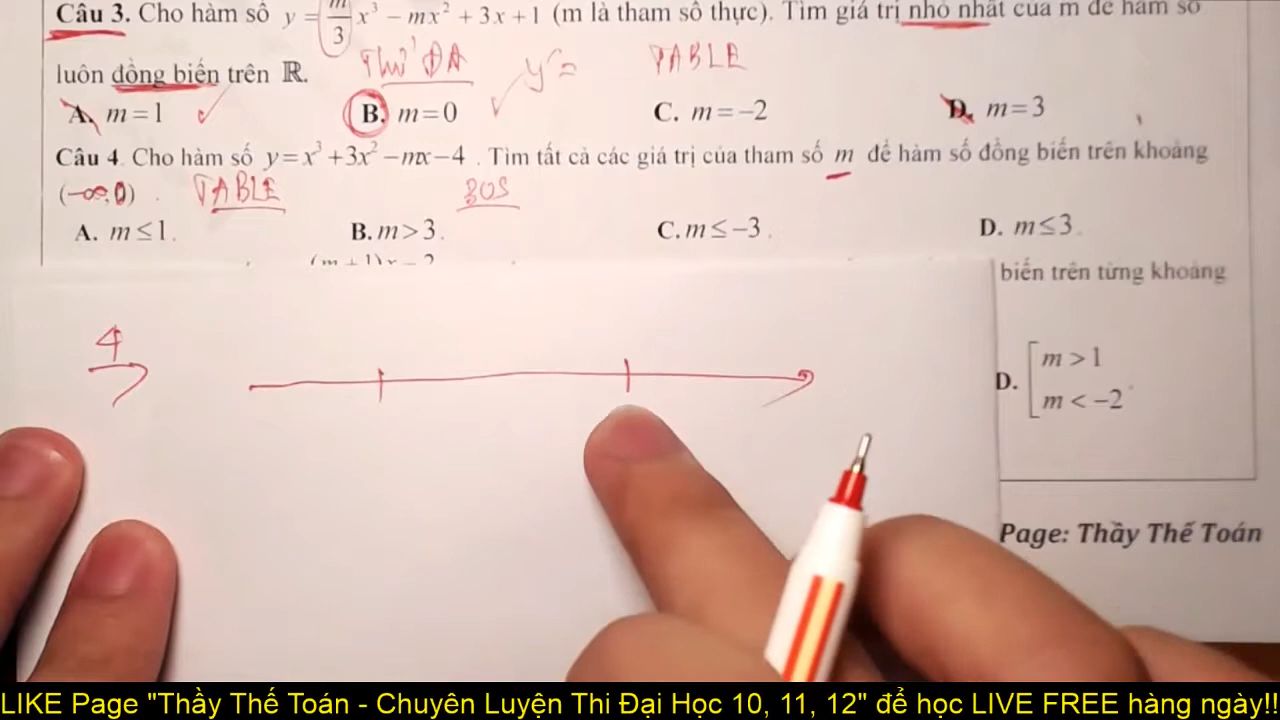 Câu 3. Cho hàm số y = m/3 x³ − mx² + 3x + 1 (m là tham số thực). Tìm giá trị nhỏ nhất của m để hàm số
luôn đồng biến trên ℝ.
THỬ ĐA y' = TABLE
A. m = 1 B. m = 0 C. m = −2 D. m = 3
Câu 4. Cho hàm số y = x³ + 3x² − mx − 4 . Tìm tất cả các giá trị của tham số m để hàm số đồng biến trên khoảng
(−∞,0) . TABLE BOS
A. m ≤ 1. B. m > 3. C. m ≤ −3. D. m ≤ 3.
(m + 1)x − 2
biến trên từng khoảng
4
D. [ m > 1
m < −2 .
Page: Thầy Thế Toán
LIKE Page "Thầy Thế Toán - Chuyên Luyện Thi Đại Học 10, 11, 12" để học LIVE FREE hàng ngày!!